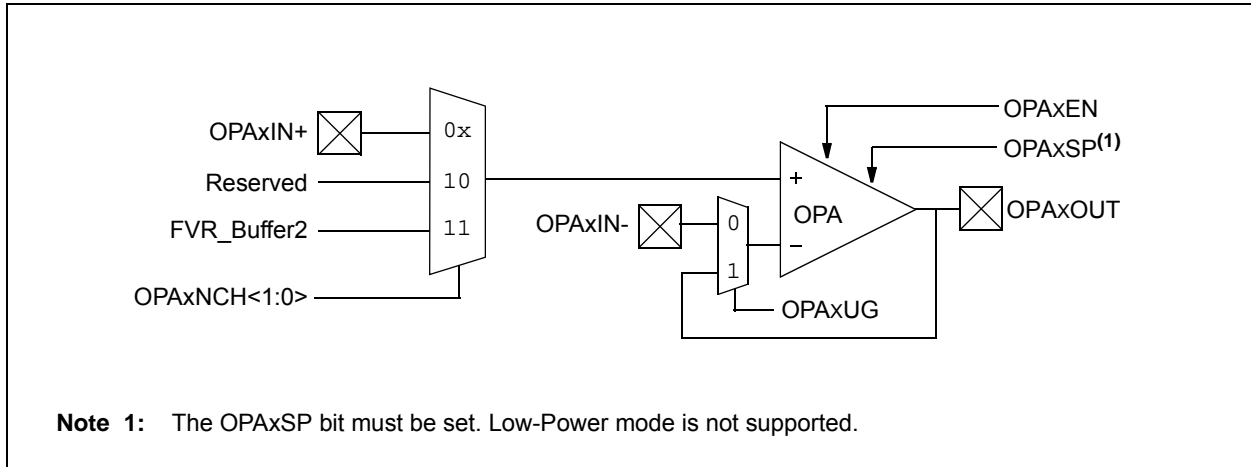 OPAxEN
OPAxIN+
0x
OPAxSP(1)
Reserved
10
+
OPA
OPAxIN-
0
OPAxOUT
FVR_Buffer2
11
−
1
OPAxNCH<1:0>
OPAxUG
Note 1: The OPAxSP bit must be set. Low-Power mode is not supported.